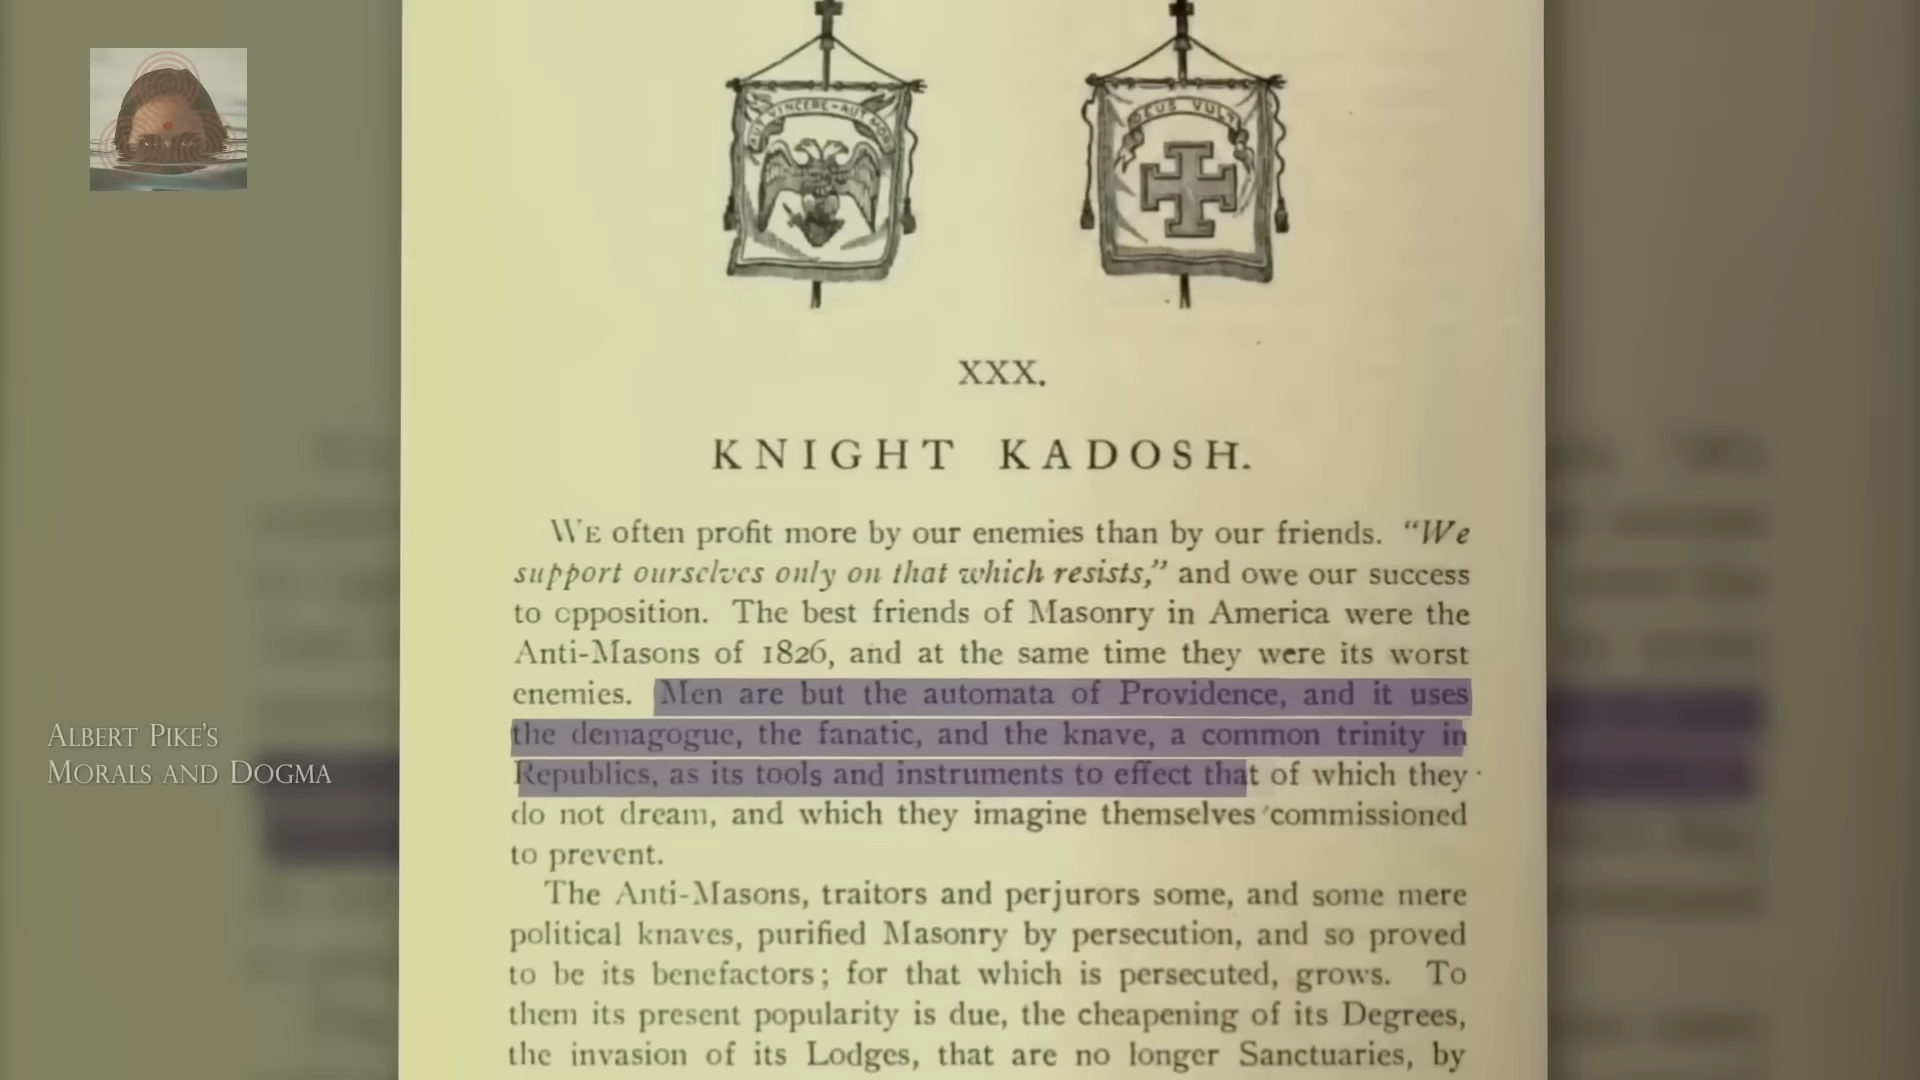 AUT VINCERE-AUT MORI
DEUS VULT
XXX.
KNIGHT KADOSH.
WE often profit more by our enemies than by our friends. "We
support ourselves only on that which resists," and owe our success
to opposition. The best friends of Masonry in America were the
Anti-Masons of 1826, and at the same time they were its worst
enemies. Men are but the automata of Providence, and it uses
the demagogue, the fanatic, and the knave, a common trinity in
Republics, as its tools and instruments to effect that of which they
do not dream, and which they imagine themselves commissioned
to prevent.
The Anti-Masons, traitors and perjurors some, and some mere
political knaves, purified Masonry by persecution, and so proved
to be its benefactors; for that which is persecuted, grows. To
them its present popularity is due, the cheapening of its Degrees,
the invasion of its Lodges, that are no longer Sanctuaries, by
ALBERT PIKE'S
MORALS AND DOGMA